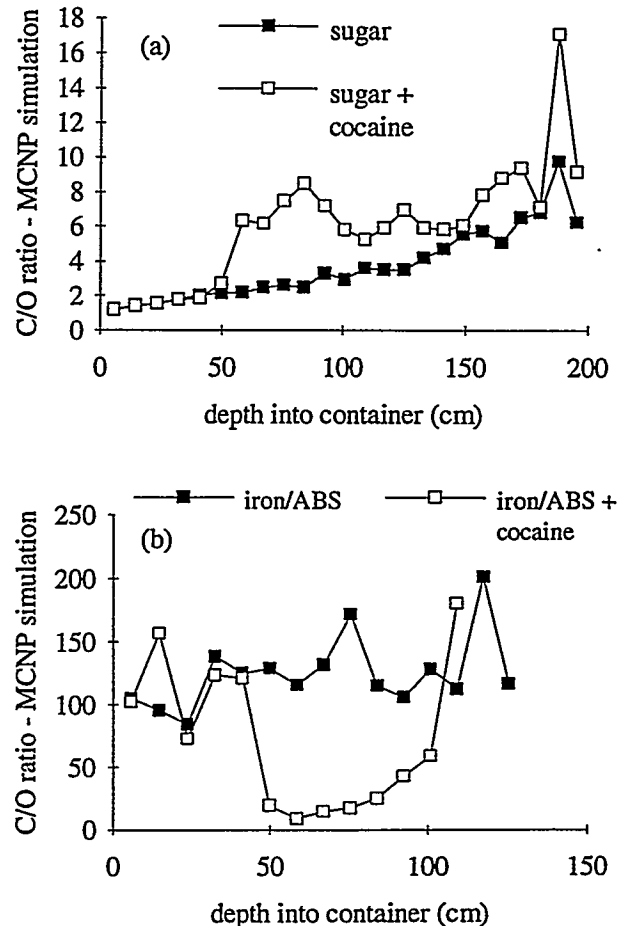 18
16
14
12
10
8
6
4
2
0
C/O ratio - MCNP simulation
(a)
sugar
sugar +
cocaine
0
50
100
150
200
depth into container (cm)
iron/ABS
iron/ABS +
cocaine
250
200
150
100
50
0
C/O ratio - MCNP simulation
(b)
0
50
100
150
depth into container (cm)